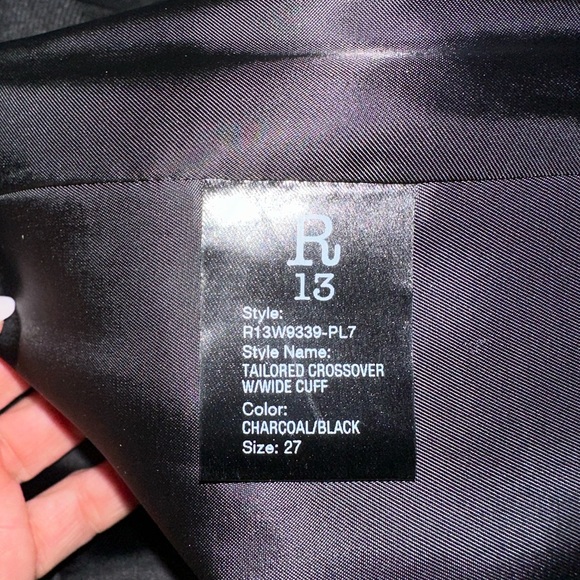 R
13
Style:
R13W9339-PL7
Style Name:
TAILORED CROSSOVER
W/WIDE CUFF
Color:
CHARCOAL/BLACK
Size: 27